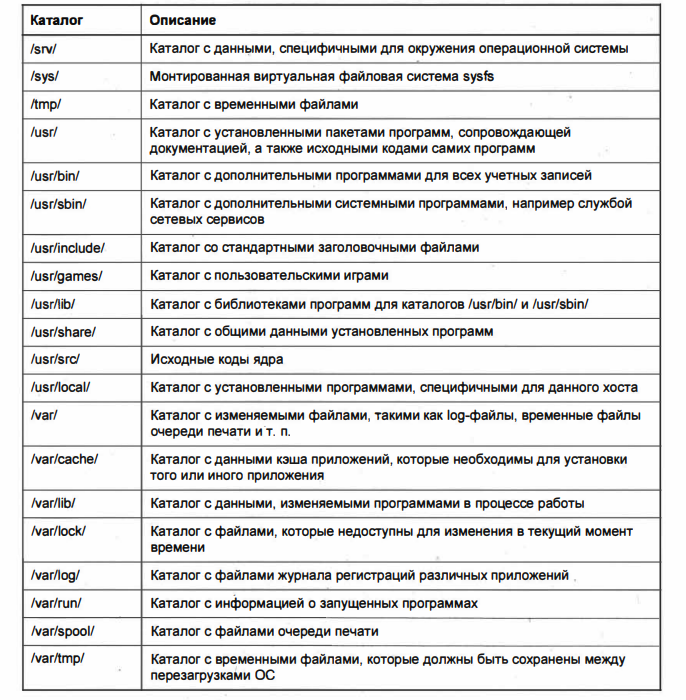 Каталог Описание
/srv/ Каталог с данными, специфичными для окружения операционной системы
/sys/ Монтированная виртуальная файловая система sysfs
/tmp/ Каталог с временными файлами
/usr/ Каталог с установленными пакетами программ, сопровождающей
документацией, а также исходными кодами самих программ
/usr/bin/ Каталог с дополнительными программами для всех учетных записей
/usr/sbin/ Каталог с дополнительными системными программами, например службой
сетевых сервисов
/usr/include/ Каталог со стандартными заголовочными файлами
/usr/games/ Каталог с пользовательскими играми
/usr/lib/ Каталог с библиотеками программ для каталогов /usr/bin/ и /usr/sbin/
/usr/share/ Каталог с общими данными установленных программ
/usr/src/ Исходные коды ядра
/usr/local/ Каталог с установленными программами, специфичными для данного хоста
/var/ Каталог с изменяемыми файлами, такими как log-файлы, временные файлы
очереди печати и т. п.
/var/cache/ Каталог с данными кэша приложений, которые необходимы для установки
того или иного приложения
/var/lib/ Каталог с данными, изменяемыми программами в процессе работы
/var/lock/ Каталог с файлами, которые недоступны для изменения в текущий момент
времени
/var/log/ Каталог с файлами журнала регистраций различных приложений
/var/run/ Каталог с информацией о запущенных программах
/var/spool/ Каталог с файлами очереди печати
/var/tmp/ Каталог с временными файлами, которые должны быть сохранены между
перезагрузками ОС